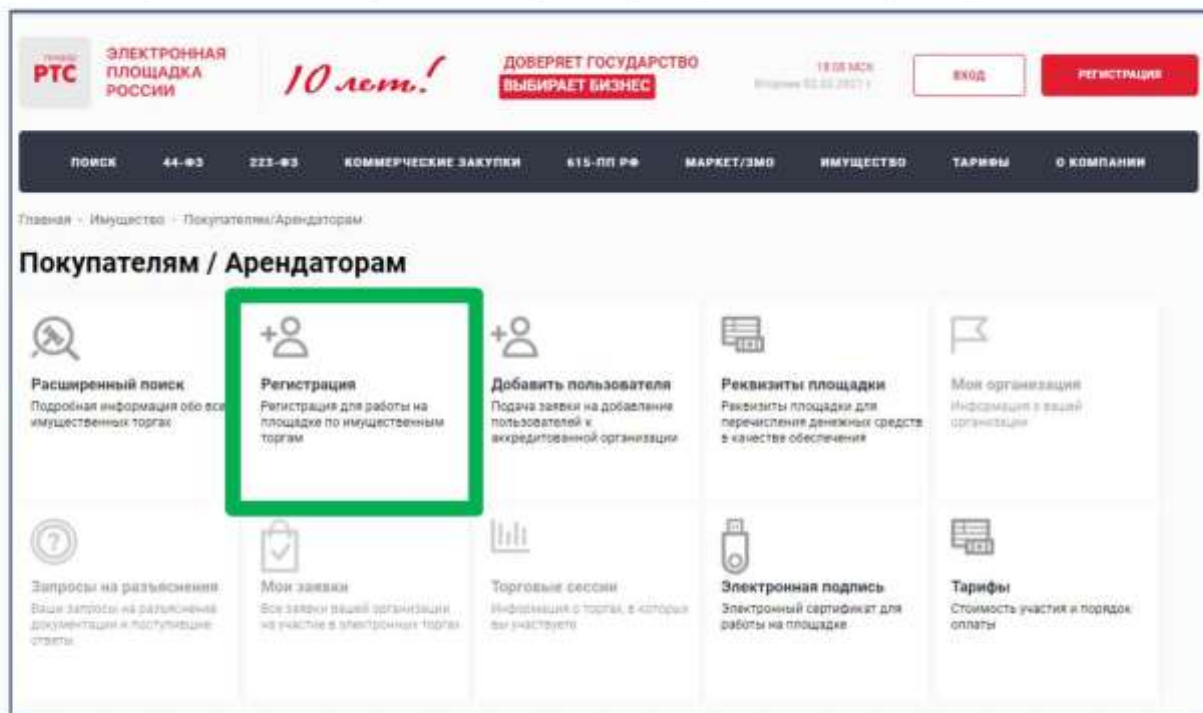 РТС
ЭЛЕКТРОННАЯ
ПЛОЩАДКА
РОССИИ
10 лет!
ДОВЕРЯЕТ ГОСУДАРСТВО
ВЫБИРАЕТ БИЗНЕС
ВХОД
РЕГИСТРАЦИЯ
ПОИСК 44-ФЗ 223-ФЗ КОММЕРЧЕСКИЕ ЗАКУПКИ 615-ПП РФ МАРКЕТ/ЗМО ИМУЩЕСТВО ТАРИФЫ О КОМПАНИИ
Главная - Имущество - Покупателям/Арендаторам
Покупателям / Арендаторам
Расширенный поиск
Подробная информация обо все
имущественных торгах
Регистрация
Регистрация для работы на
площадке по имущественным
торгам
Добавить пользователя
Подача заявки на добавление
пользователей к
аккредитованной организации
Реквизиты площадки
Реквизиты площадки для
перечисления денежных средств
в качестве обеспечения
Моя организация
Информация о вашей
организации
Запросы на разъяснения
Ваши запросы на разъяснение
документации и поступившие
ответы
Мои заявки
Все заявки вашей организации
на участие в электронных торгах
Торговые сессии
Информация о торгах, в которых
вы участвуете
Электронная подпись
Электронный сертификат для
работы на площадке
Тарифы
Стоимость участия и порядок
оплаты